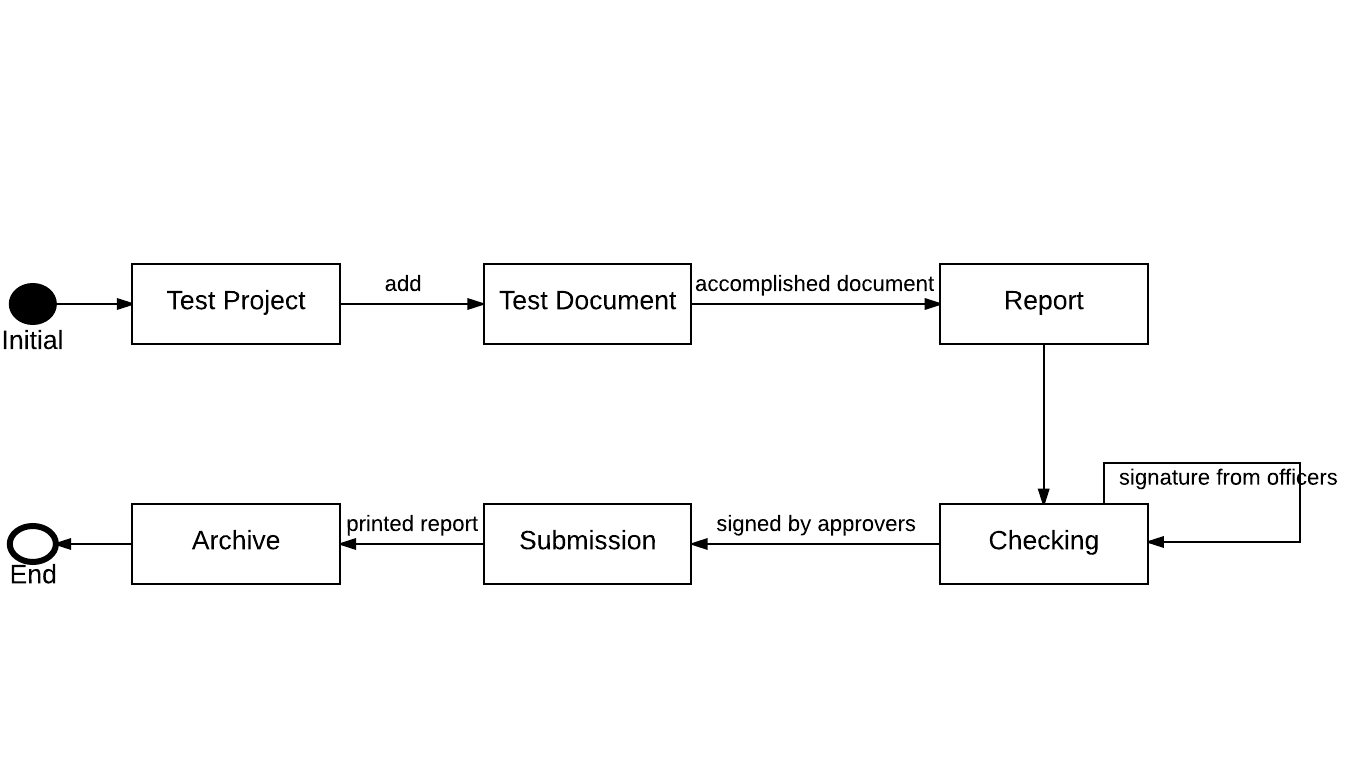 Initial
Test Project
add
Test Document
accomplished document
Report
signature from officers
End
Archive
printed report
Submission
signed by approvers
Checking